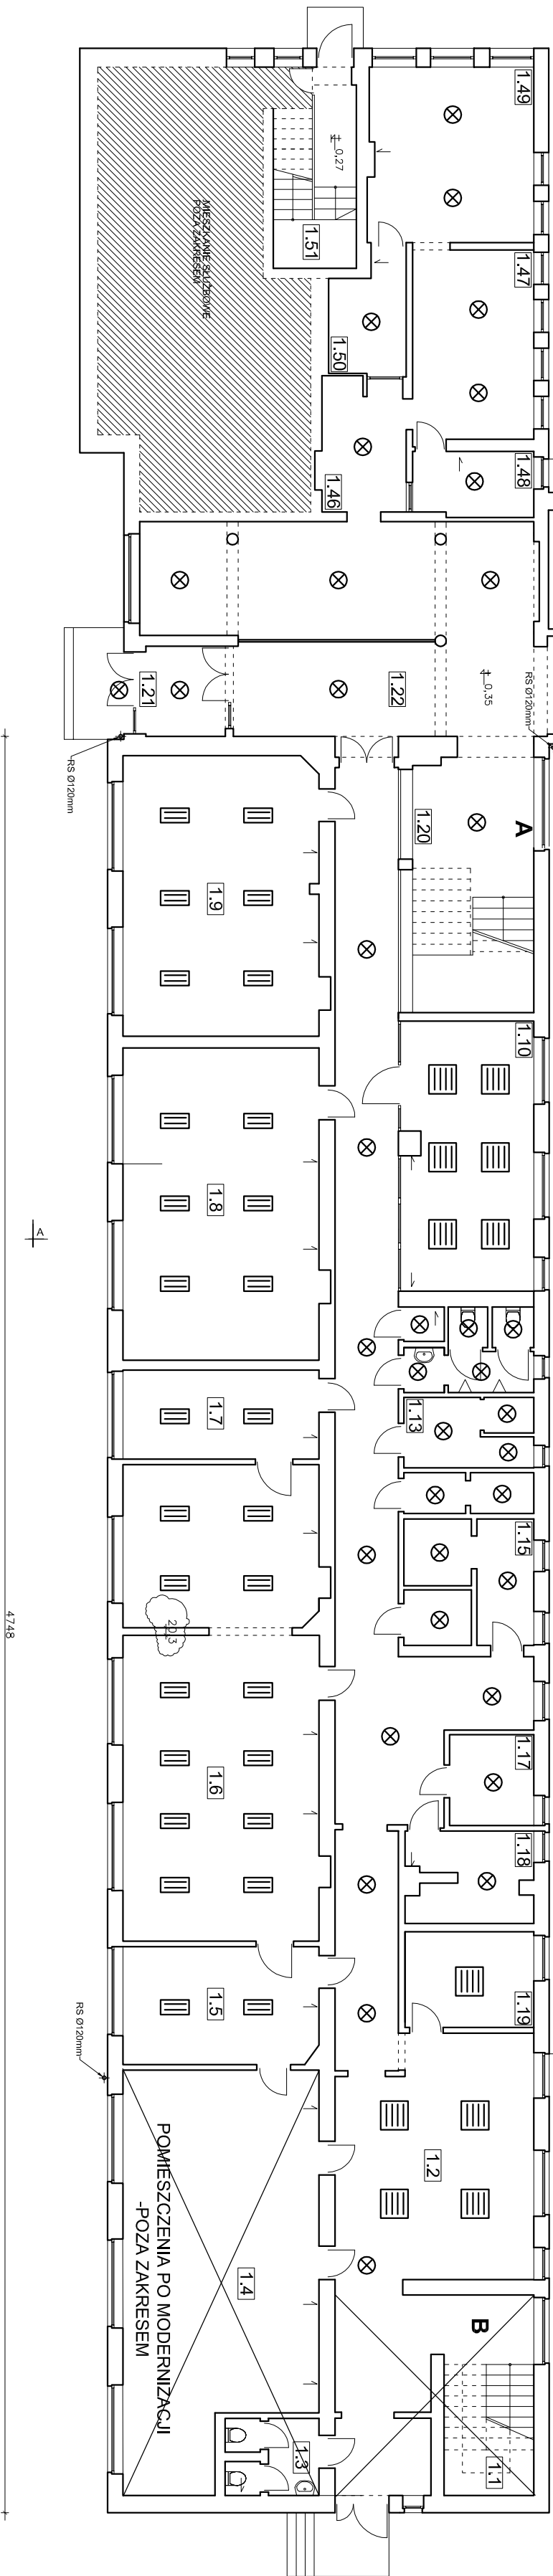 1.49
1.47
1.48
0,27
1.51
MIESZKANIE SŁUŻBOWE
POZA ZAKRESEM
1.50
1.46
1.21
1.22
0,35
RS Ø120mm
RS Ø120mm
A
1.20
1.9
1.10
1.8
A
1.7
1.13
1.15
20,3
4748
1.6
1.17
1.18
1.5
1.19
RS Ø120mm
1.2
POMIESZCZENIA PO MODERNIZACJI
-POZA ZAKRESEM
1.4
B
1.3
1.1